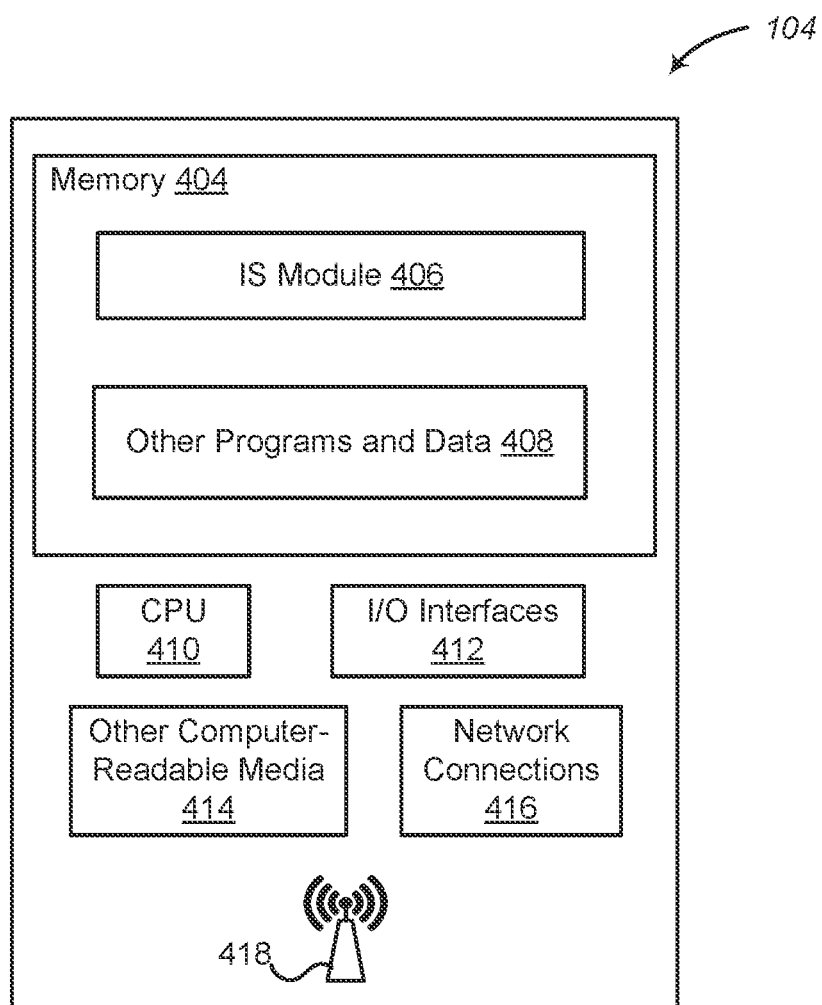 104
Memory 404
IS Module 406
Other Programs and Data 408
CPU
410
I/O Interfaces
412
Other Computer-
Readable Media
414
Network
Connections
416
418